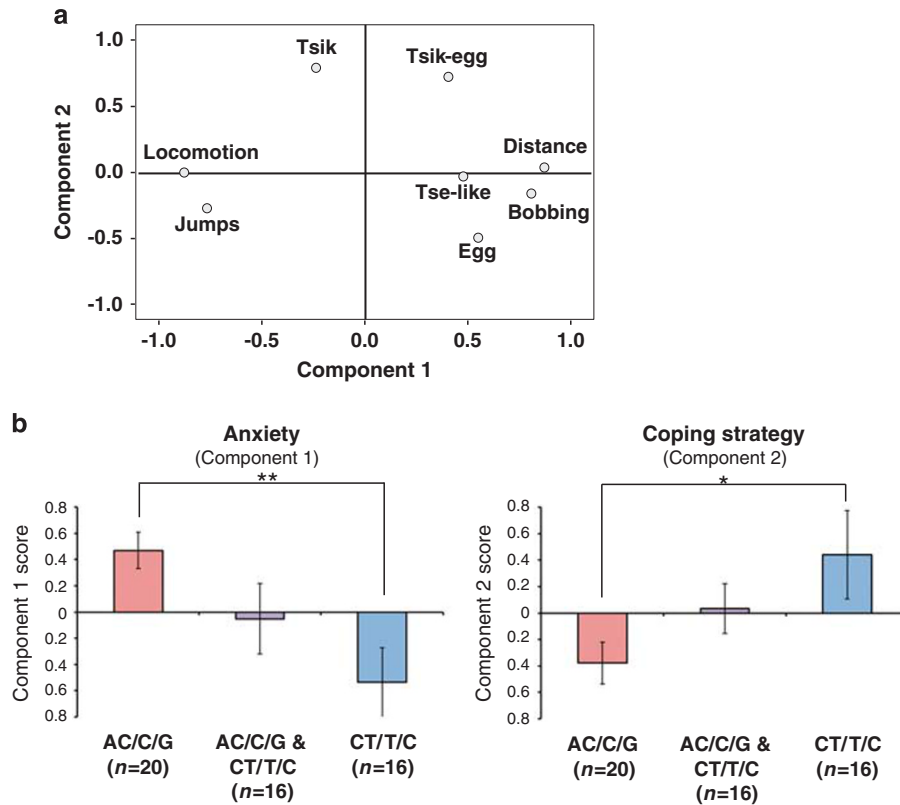 a
1.0
0.5
0.0
-0.5
-1.0
Component 2
Tsik
Tsik-egg
Locomotion
Distance
Tse-like
Jumps
Bobbing
Egg
-1.0 -0.5 0.0 0.5 1.0
Component 1
b
Anxiety
(Component 1)
**
Component 1 score
0.8
0.6
0.4
0.2
0
0.2
0.4
0.6
0.8
AC/C/G
(n=20)
AC/C/G &
CT/T/C
(n=16)
CT/T/C
(n=16)
Coping strategy
(Component 2)
*
Component 2 score
0.8
0.6
0.4
0.2
0
0.2
0.4
0.6
0.8
AC/C/G
(n=20)
AC/C/G &
CT/T/C
(n=16)
CT/T/C
(n=16)